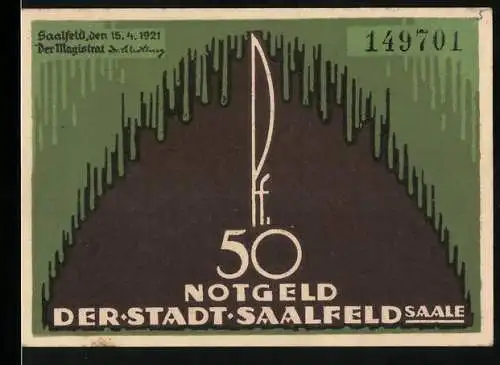 Saalfeld, den 15. 4. 1921
Der Magistrat
149701
Pf.
50
NOTGELD
DER·STADT·SAALFELD SAALE